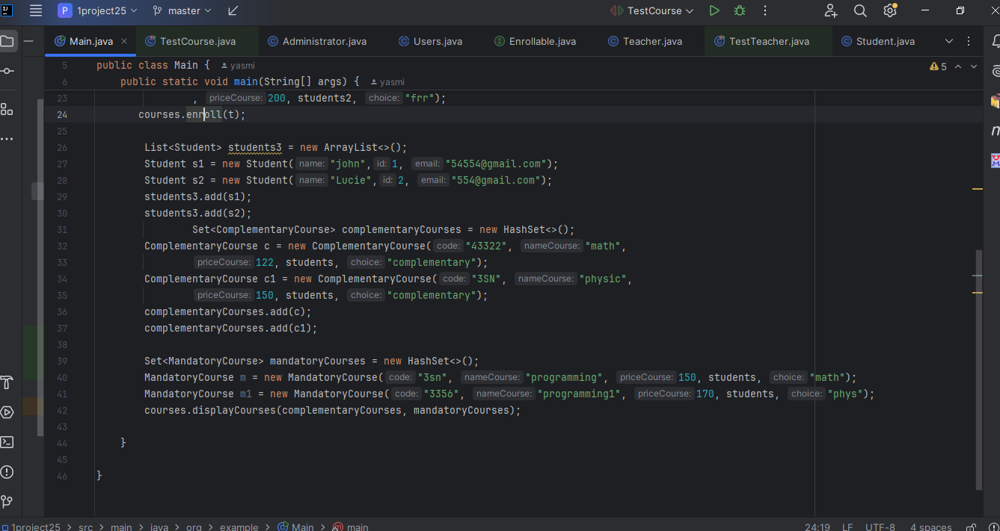 P 1project25 master TestCourse
Main.java TestCourse.java Administrator.java Users.java Enrollable.java Teacher.java TestTeacher.java Student.java
5 public class Main { yasmi 5
6 public static void main(String[] args) { yasmi
23 , priceCourse: 200, students2, choice: "frr");
24 courses.enroll(t);
25
26 List<Student> students3 = new ArrayList<>();
27 Student s1 = new Student( name: "john", id: 1, email: "54554@gmail.com");
28 Student s2 = new Student( name: "Lucie", id: 2, email: "554@gmail.com");
29 students3.add(s1);
30 students3.add(s2);
31 Set<ComplementaryCourse> complementaryCourses = new HashSet<>();
32 ComplementaryCourse c = new ComplementaryCourse( code: "43322", nameCourse: "math",
33 priceCourse: 122, students, choice: "complementary");
34 ComplementaryCourse c1 = new ComplementaryCourse( code: "3SN", nameCourse: "physic",
35 priceCourse: 150, students, choice: "complementary");
36 complementaryCourses.add(c);
37 complementaryCourses.add(c1);
38
39 Set<MandatoryCourse> mandatoryCourses = new HashSet<>();
40 MandatoryCourse m = new MandatoryCourse( code: "3sn", nameCourse: "programming", priceCourse: 150, students, choice: "math");
41 MandatoryCourse m1 = new MandatoryCourse( code: "3356", nameCourse: "programming1", priceCourse: 170, students, choice: "phys");
42 courses.displayCourses(complementaryCourses, mandatoryCourses);
43
44 }
45
46 }
1project25 > src > main > java > org > example > Main > main 24:19 LF UTF-8 4 spaces